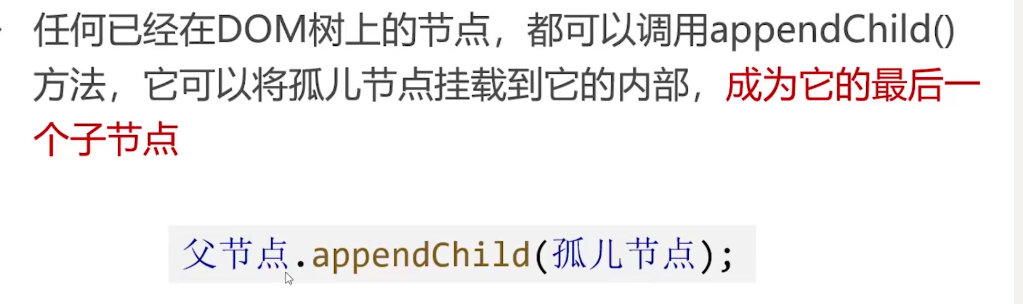 任何已经在DOM树上的节点，都可以调用appendChild()
方法，它可以将孤儿节点挂载到它的内部，成为它的最后一
个子节点
父节点.appendChild(孤儿节点);